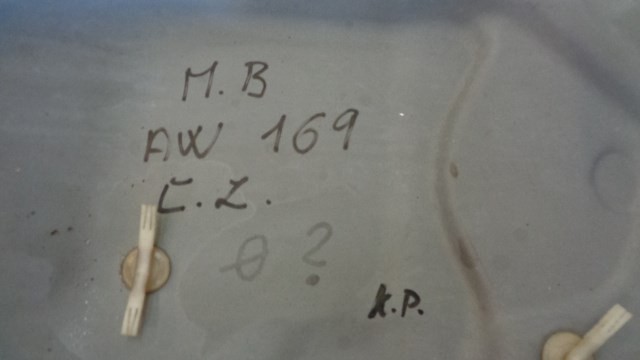 M.B
AW 169
C.Z.
θ ?
K.P.